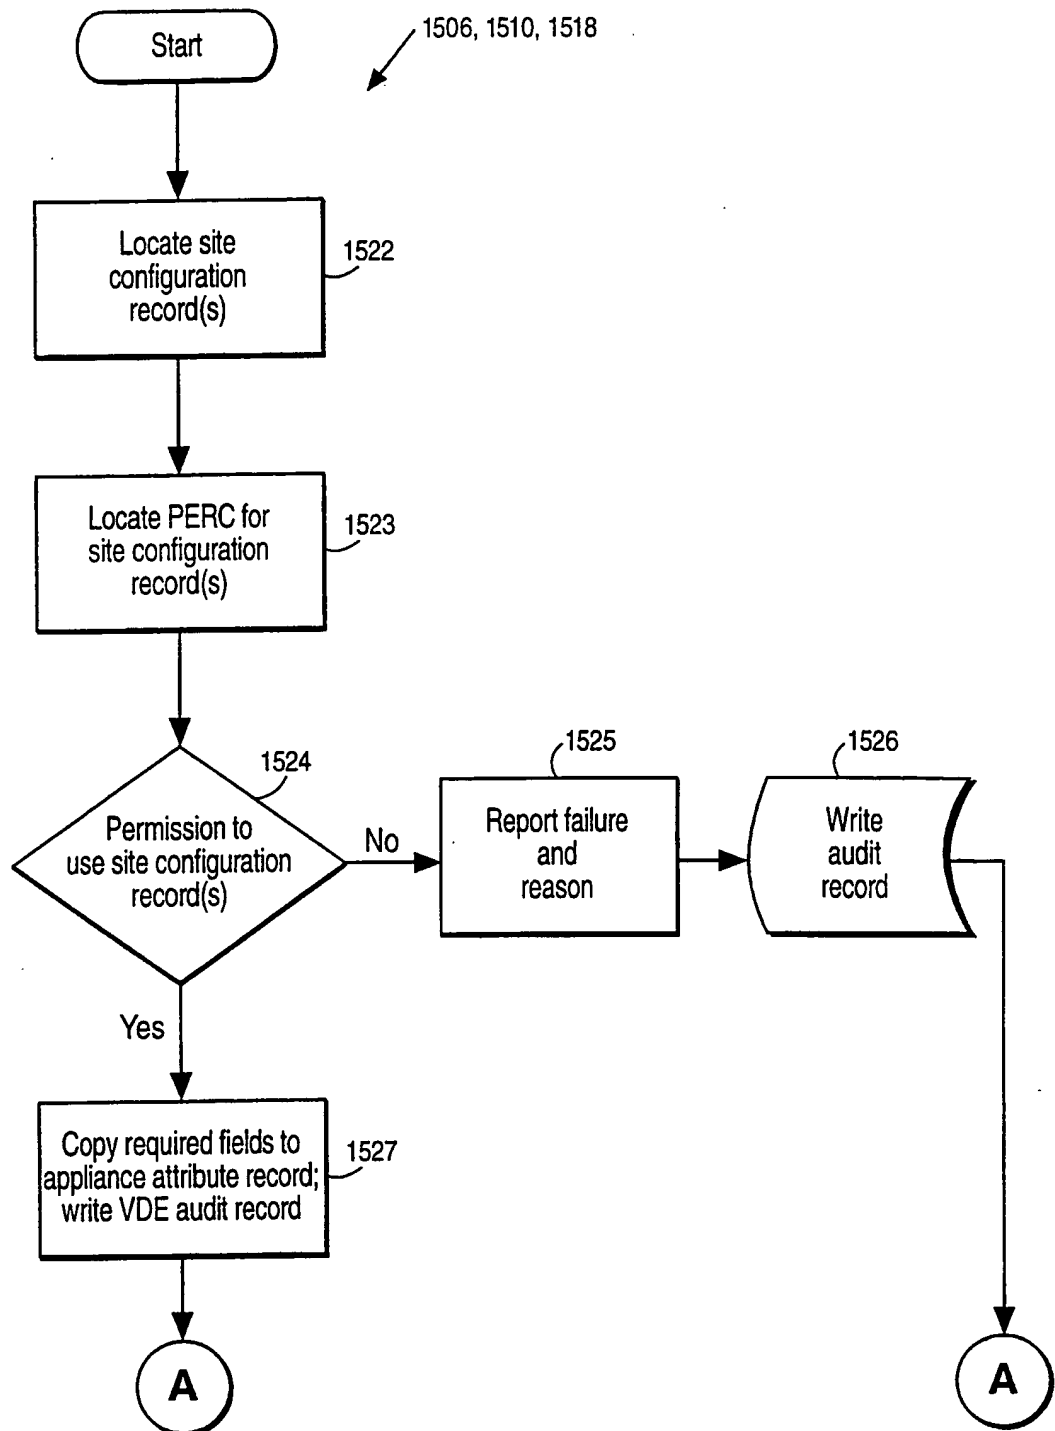 Start
1506, 1510, 1518
Locate site
configuration
record(s)
1522
Locate PERC for
site configuration
record(s)
1523
1524
Permission to
use site configuration
record(s)
No
1525
Report failure
and
reason
1526
Write
audit
record
Yes
Copy required fields to
appliance attribute record;
write VDE audit record
1527
A
A